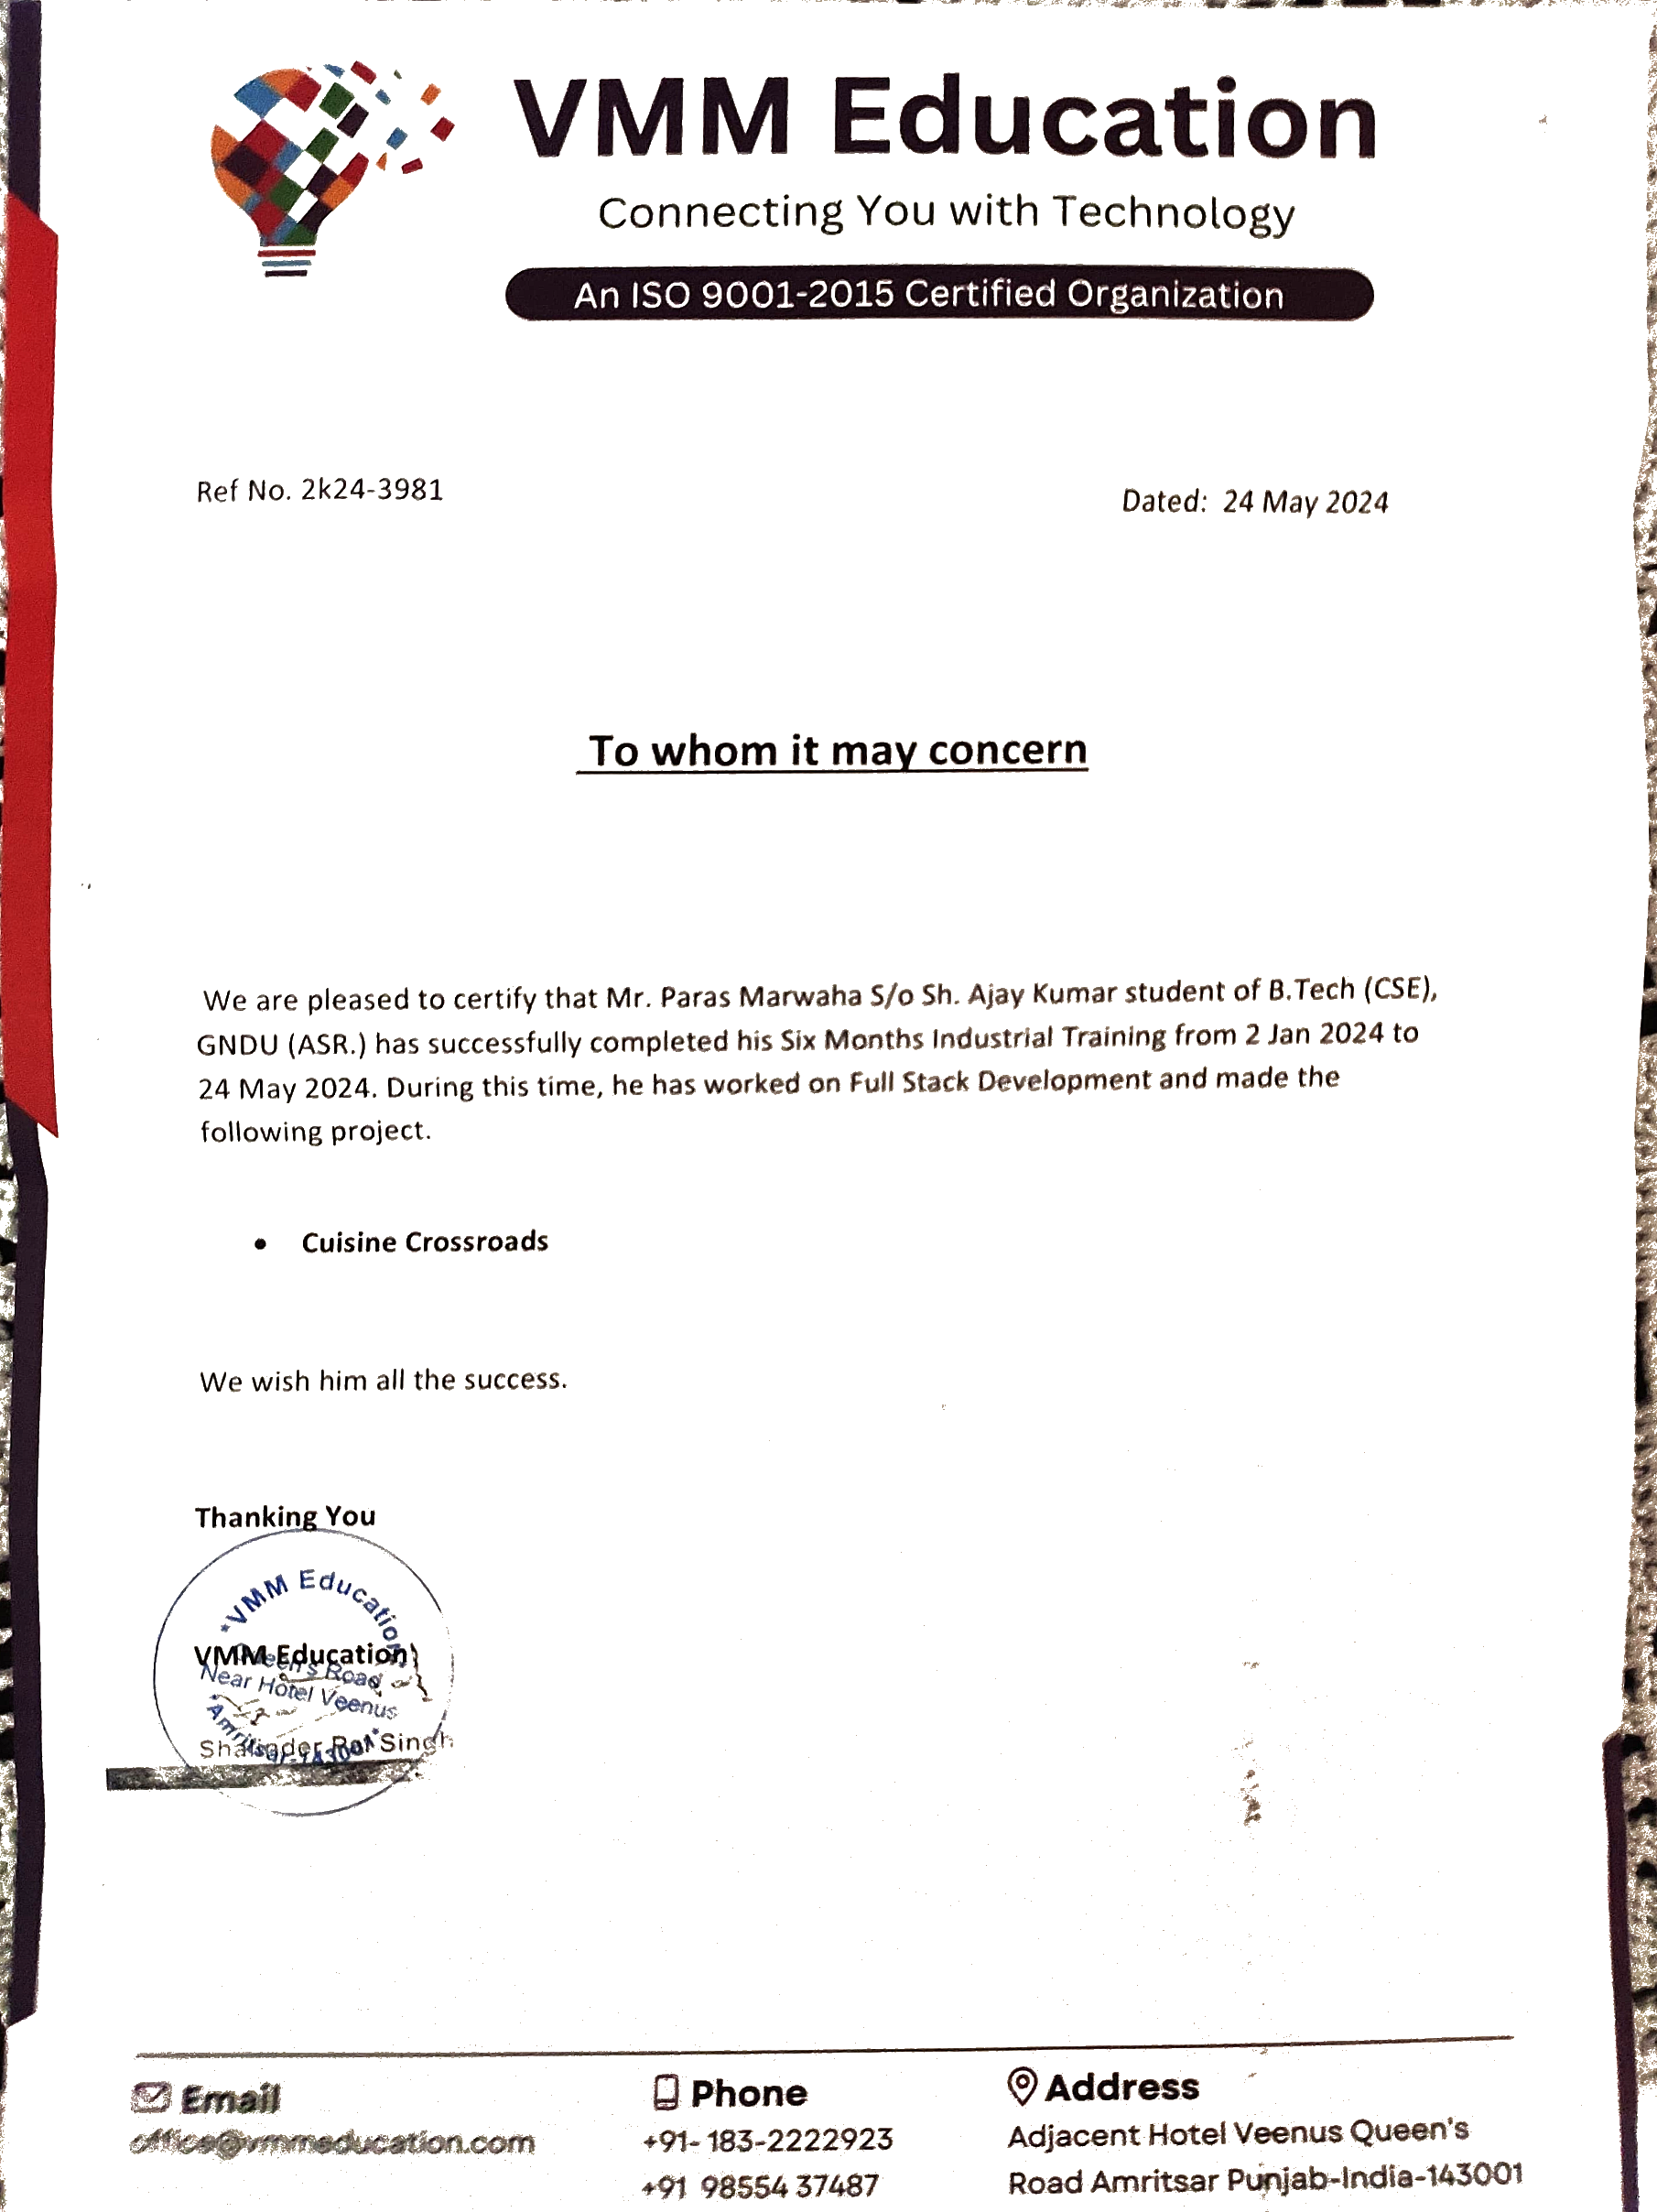 VMM Education
Connecting You with Technology
An ISO 9001-2015 Certified Organization
Ref No. 2k24-3981
Dated: 24 May 2024
To whom it may concern
We are pleased to certify that Mr. Paras Marwaha S/o Sh. Ajay Kumar student of B.Tech (CSE),
GNDU (ASR.) has successfully completed his Six Months Industrial Training from 2 Jan 2024 to
24 May 2024. During this time, he has worked on Full Stack Development and made the
following project.
• Cuisine Crossroads
We wish him all the success.
Thanking You
*VMM Education
VMM Education
Queen's Road
Near Hotel Veenus
Singh
Email
office@vmmeducation.com
Phone
+91-183-2222923
+91 98554 37487
Address
Adjacent Hotel Veenus Queen's
Road Amritsar Punjab-India-143001